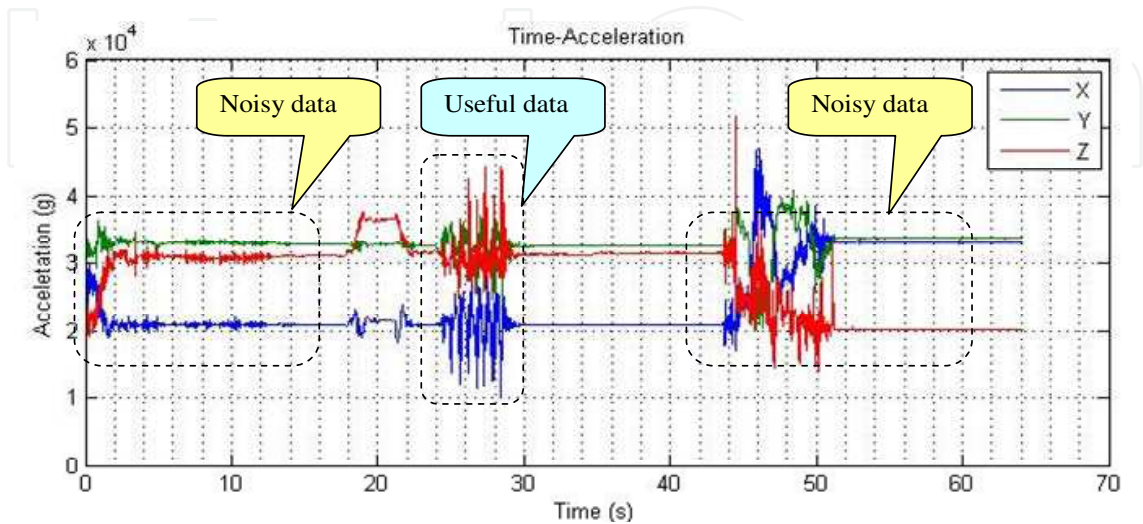 Time-Acceleration
x 10^4
6
5
4
3
2
1
0
Acceletation (g)
0 10 20 30 40 50 60 70
Time (s)
Noisy data
Useful data
Noisy data
X
Y
Z